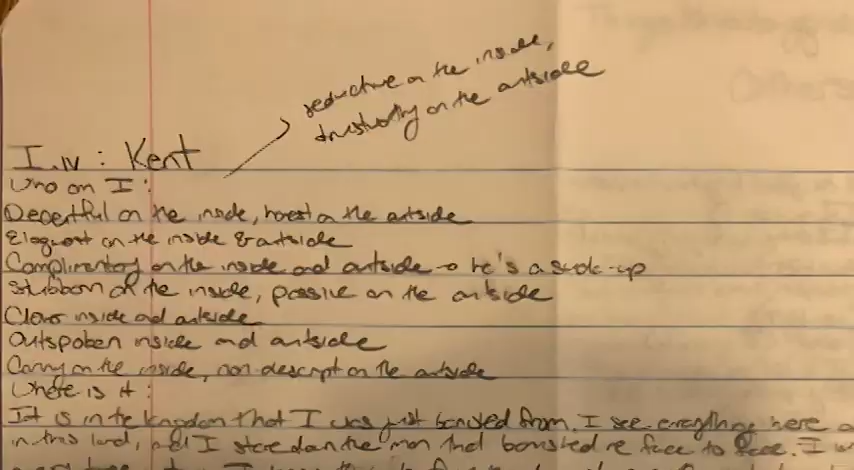 seductive on the inside,
trustworthy on the outside
I.iv: Kent
Who am I:
Deceitful on the inside, honest on the outside
Eloquent on the inside & outside
Complimentary on the inside and outside → he's a suck-up
Stubborn on the inside, passive on the outside
Clever inside and outside
Outspoken inside and outside
on the inside, non-descript on the outside
Where is it:
It is in the kingdom that I was just banished from. I see everything here
in this land, and I stare down the man that banished me face to face. I